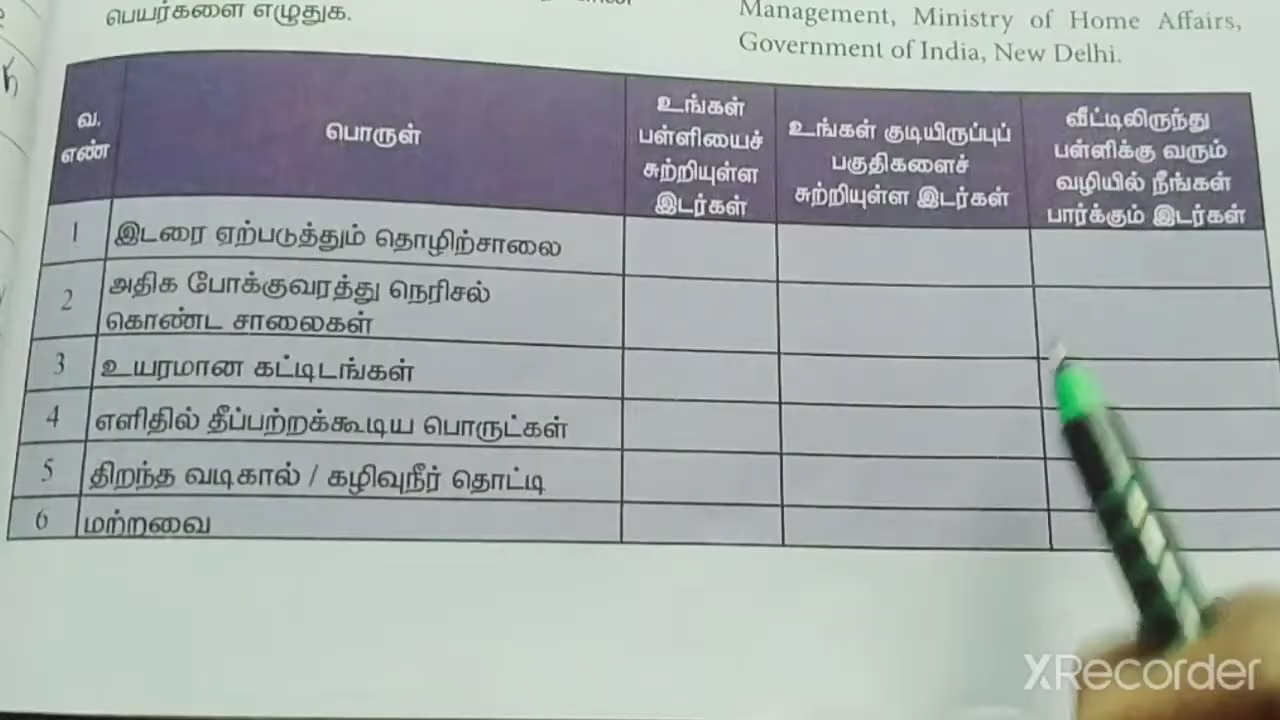 பெயர்களை எழுதுக.
Management, Ministry of Home Affairs,
Government of India, New Delhi.
வ.
எண்
பொருள்
உங்கள்
பள்ளியைச்
சுற்றியுள்ள
இடர்கள்
உங்கள் குடியிருப்புப்
பகுதிகளைச்
சுற்றியுள்ள இடர்கள்
வீட்டிலிருந்து
பள்ளிக்கு வரும்
வழியில் நீங்கள்
பார்க்கும் இடர்கள்
1 இடரை ஏற்படுத்தும் தொழிற்சாலை
2 அதிக போக்குவரத்து நெரிசல்
கொண்ட சாலைகள்
3 உயரமான கட்டிடங்கள்
4 எளிதில் தீப்பற்றக்கூடிய பொருட்கள்
5 திறந்த வடிகால் / கழிவுநீர் தொட்டி
6 மற்றவை
XRecorder